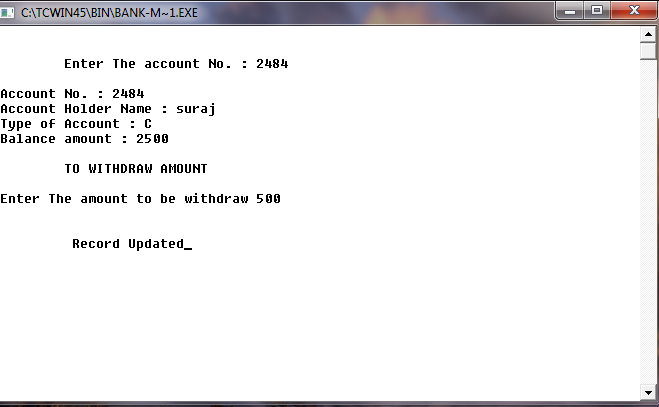 C:\TCWIN45\BIN\BANK-M~1.EXE
Enter The account No. : 2484
Account No. : 2484
Account Holder Name : suraj
Type of Account : C
Balance amount : 2500
TO WITHDRAW AMOUNT
Enter The amount to be withdraw 500
Record Updated_